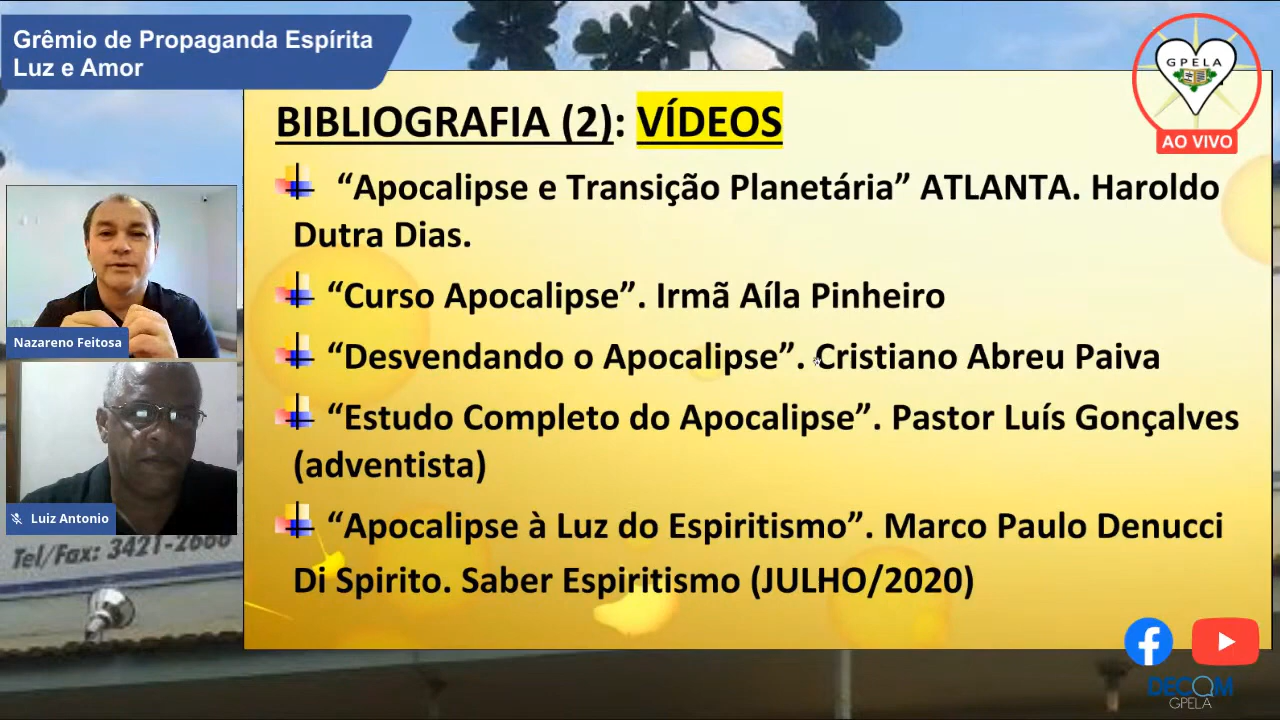 Grêmio de Propaganda Espírita
Luz e Amor
GPELA
AO VIVO
BIBLIOGRAFIA (2): VÍDEOS
“Apocalipse e Transição Planetária” ATLANTA. Haroldo
Dutra Dias.
“Curso Apocalipse”. Irmã Aíla Pinheiro
“Desvendando o Apocalipse”. Cristiano Abreu Paiva
“Estudo Completo do Apocalipse”. Pastor Luís Gonçalves
(adventista)
“Apocalipse à Luz do Espiritismo”. Marco Paulo Denucci
Di Spirito. Saber Espiritismo (JULHO/2020)
Nazareno Feitosa
Luiz Antonio
Tel/Fax: 3421-2666
DECOM
GPELA